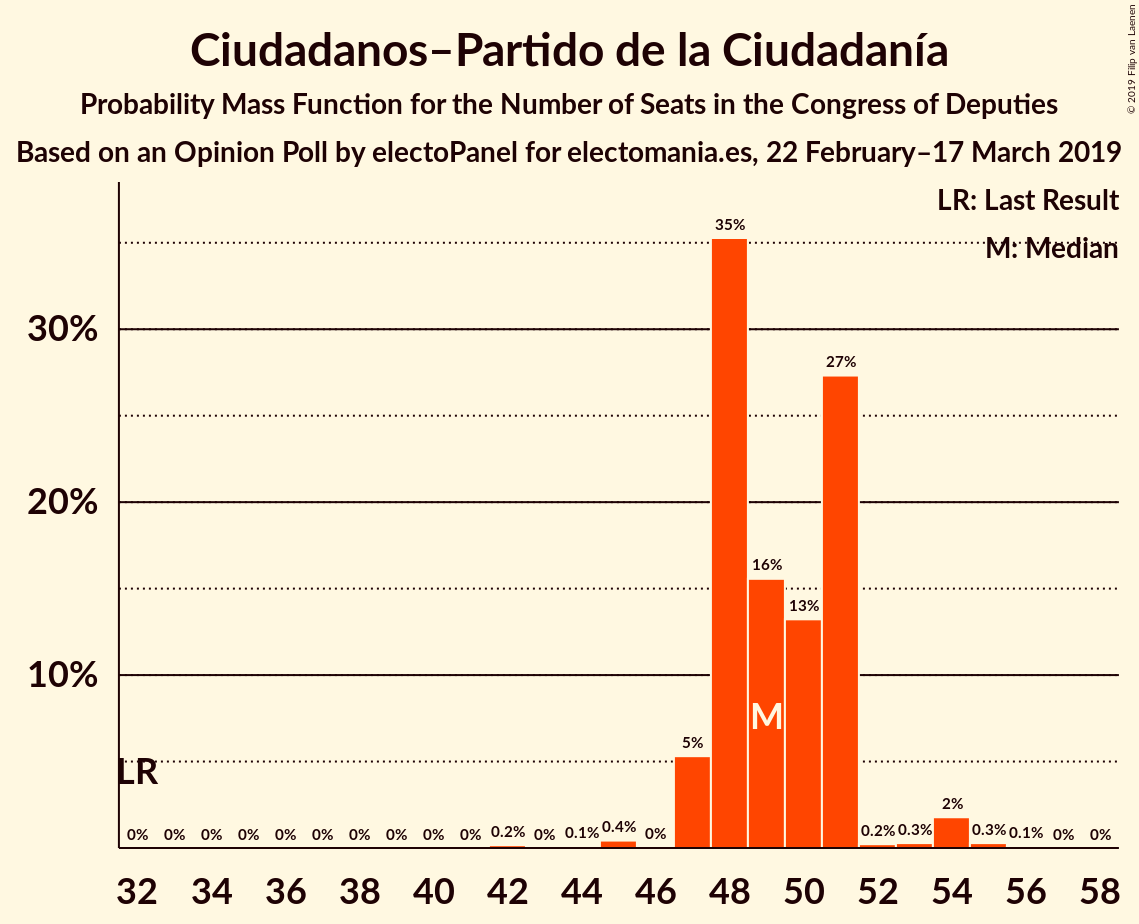 Ciudadanos–Partido de la Ciudadanía
Probability Mass Function for the Number of Seats in the Congress of Deputies
Based on an Opinion Poll by electoPanel for electomania.es, 22 February–17 March 2019
© 2019 Filip van Laenen
LR: Last Result
M: Median
30%
20%
10%
LR
M
0% 0% 0% 0% 0% 0% 0% 0% 0% 0% 0.2% 0% 0.1% 0.4% 0% 5% 35% 16% 13% 27% 0.2% 0.3% 2% 0.3% 0.1% 0% 0%
32 34 36 38 40 42 44 46 48 50 52 54 56 58